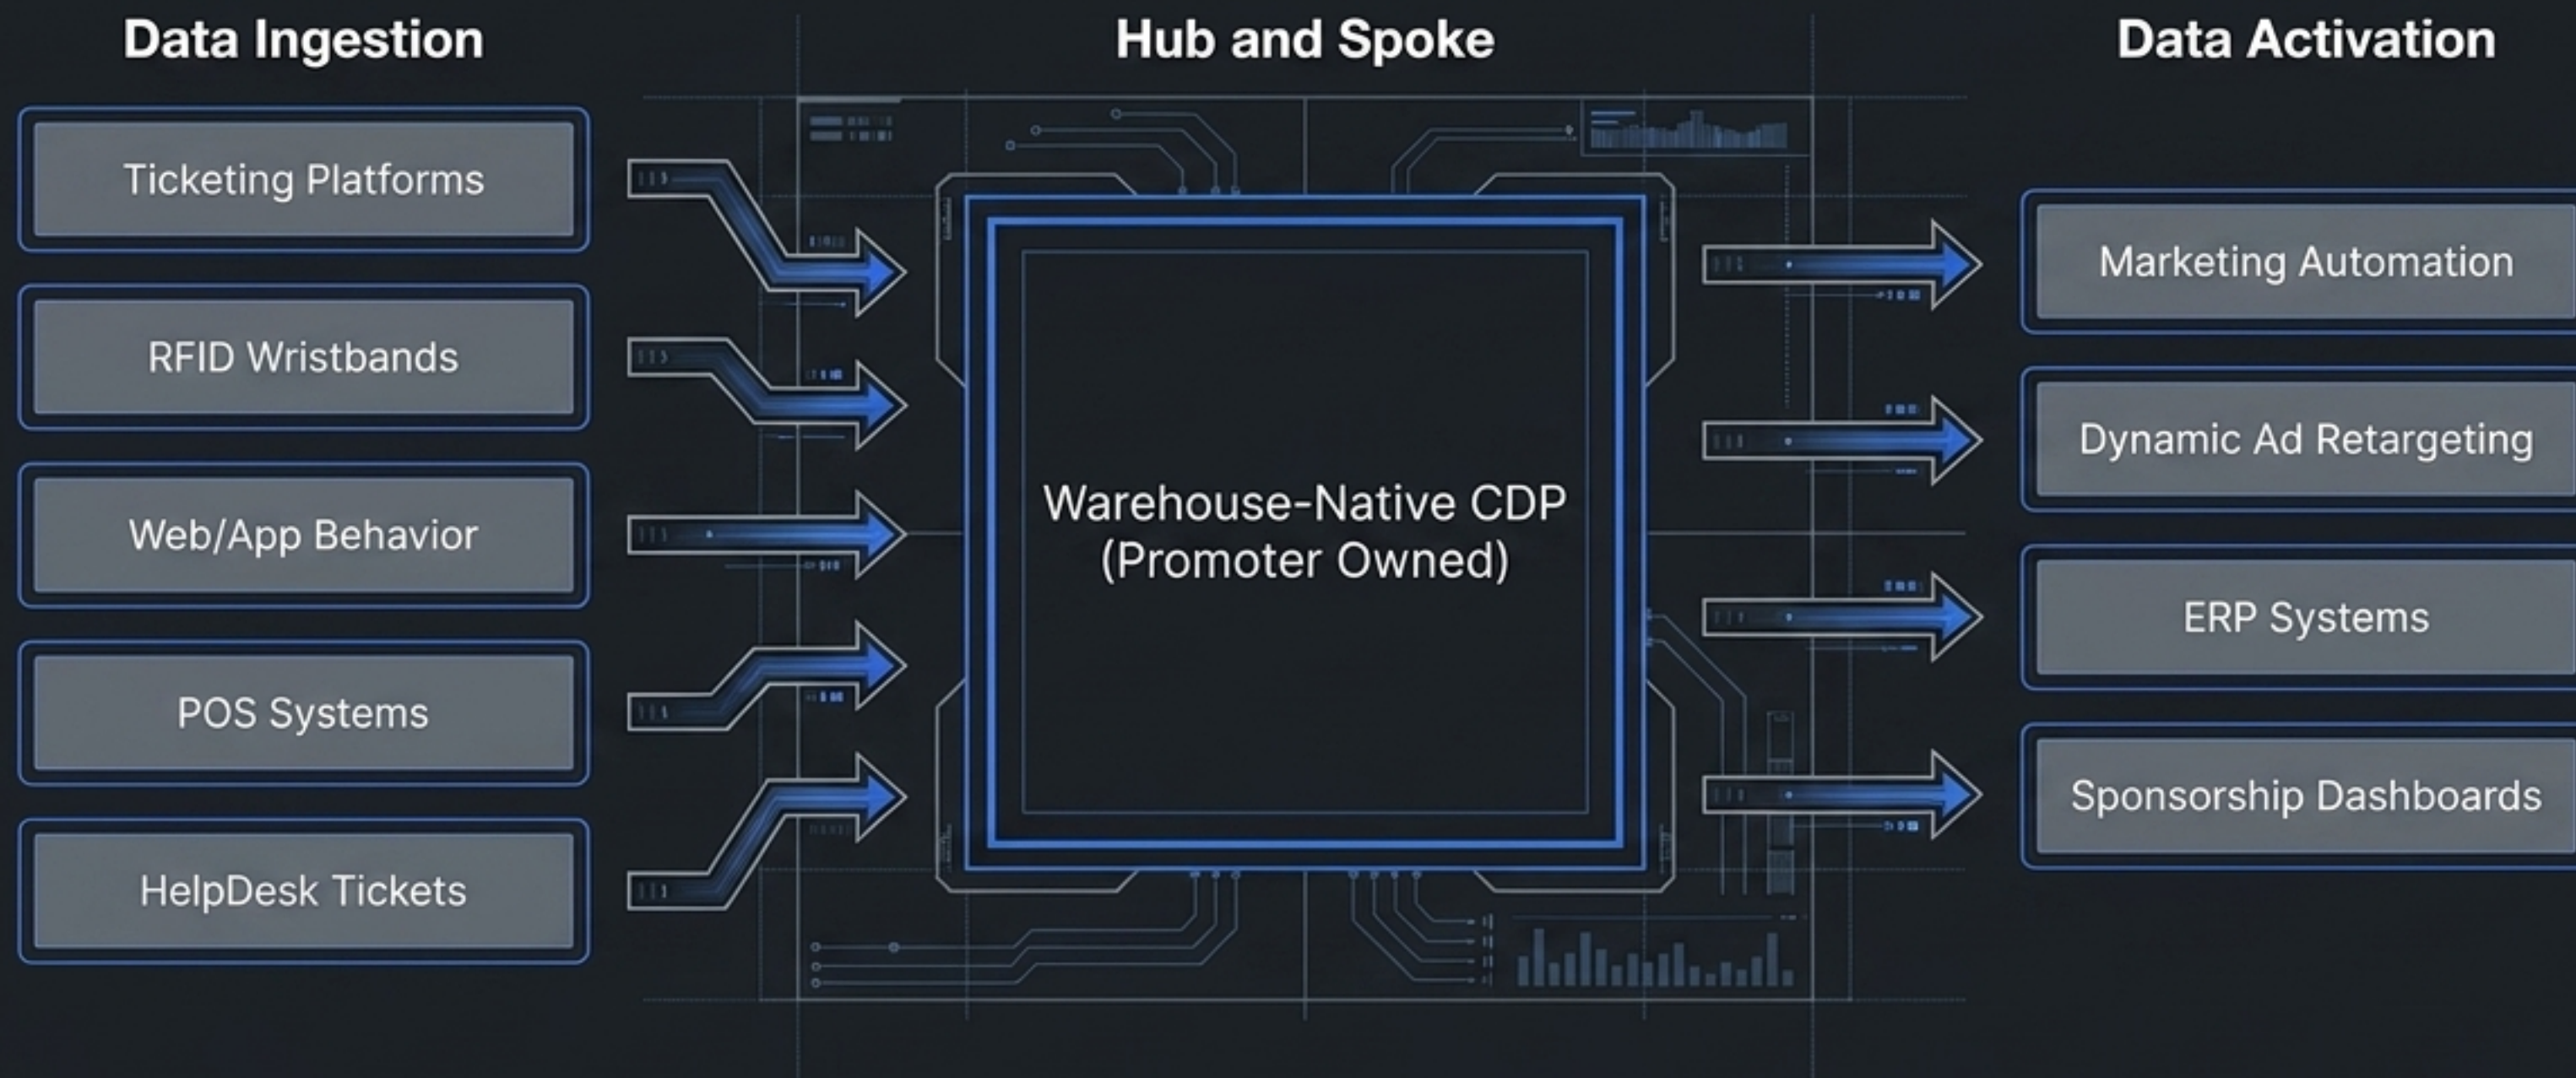 Data Ingestion
Ticketing Platforms
RFID Wristbands
Web/App Behavior
POS Systems
HelpDesk Tickets
Hub and Spoke
Warehouse-Native CDP
(Promoter Owned)
Data Activation
Marketing Automation
Dynamic Ad Retargeting
ERP Systems
Sponsorship Dashboards